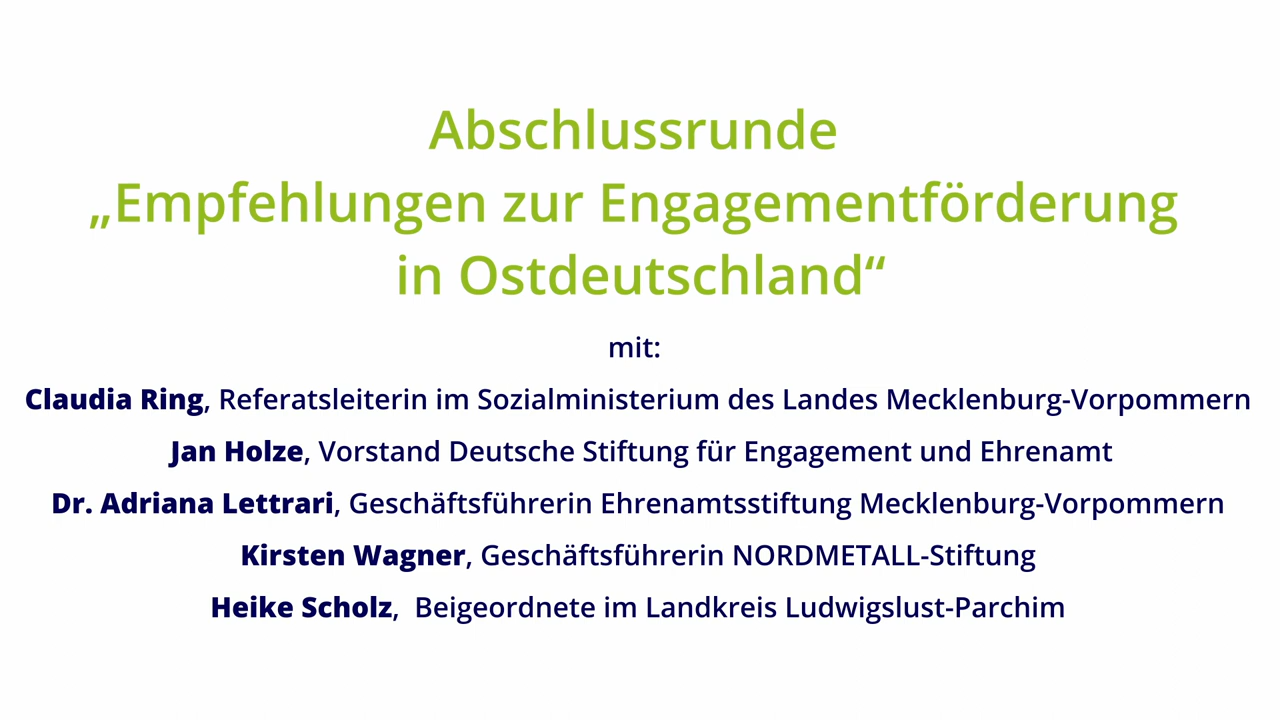 Abschlussrunde
„Empfehlungen zur Engagementförderung
in Ostdeutschland“
mit:
Claudia Ring, Referatsleiterin im Sozialministerium des Landes Mecklenburg-Vorpommern
Jan Holze, Vorstand Deutsche Stiftung für Engagement und Ehrenamt
Dr. Adriana Lettrari, Geschäftsführerin Ehrenamtsstiftung Mecklenburg-Vorpommern
Kirsten Wagner, Geschäftsführerin NORDMETALL-Stiftung
Heike Scholz,  Beigeordnete im Landkreis Ludwigslust-Parchim